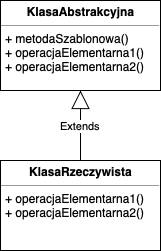 KlasaAbstrakcyjna
+ metodaSzablonowa()
+ operacjaElementarna1()
+ operacjaElementarna2()
Extends
KlasaRzeczywista
+ operacjaElementarna1()
+ operacjaElementarna2()